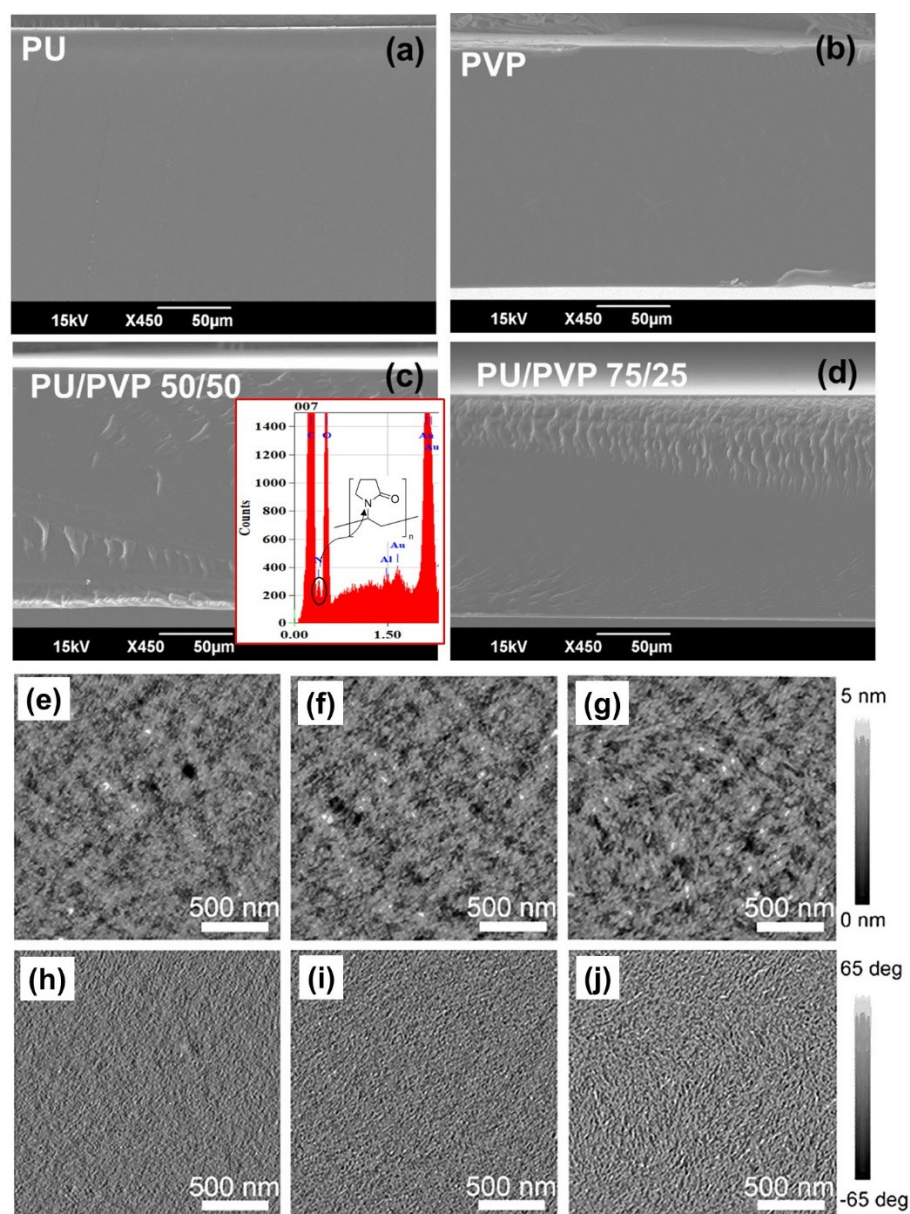 PU
(a)
15kV X450 50µm
PVP
(b)
15kV X450 50µm
PU/PVP 50/50
(c)
15kV X450 50µm
007
1400
1200
1000
800
600
400
200
0
Counts
C
O
N
Al
Au
Au
Au
N
O
n
0.00
1.50
PU/PVP 75/25
(d)
15kV X450 50µm
(e)
500 nm
(f)
500 nm
(g)
500 nm
5 nm
0 nm
(h)
500 nm
(i)
500 nm
(j)
500 nm
65 deg
-65 deg